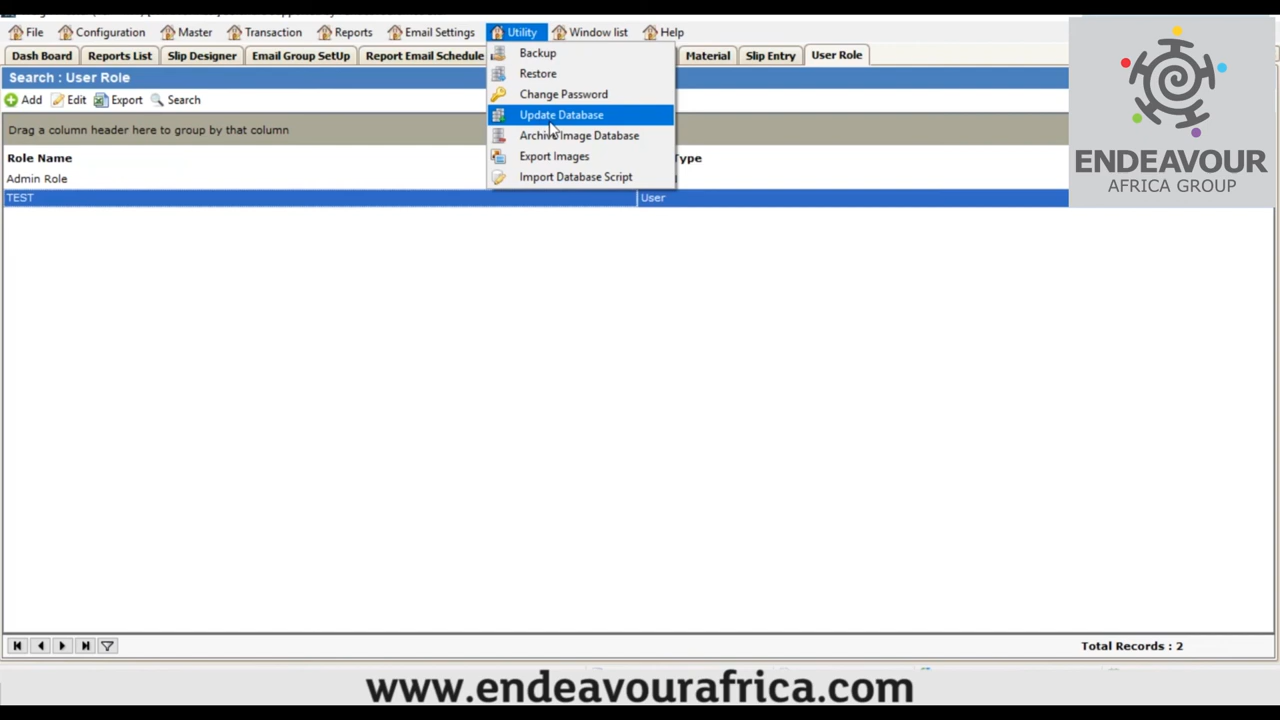 File Configuration Master Transaction Reports Email Settings Utility Window list Help
Dash Board Reports List Slip Designer Email Group SetUp Report Email Schedule Material Slip Entry User Role
Search : User Role
Add Edit Export Search
Drag a column header here to group by that column
Role Name Type
Admin Role
TEST User
Backup
Restore
Change Password
Update Database
Archive Image Database
Export Images
Import Database Script
ENDEAVOUR
AFRICA GROUP
Total Records : 2
www.endeavourafrica.com